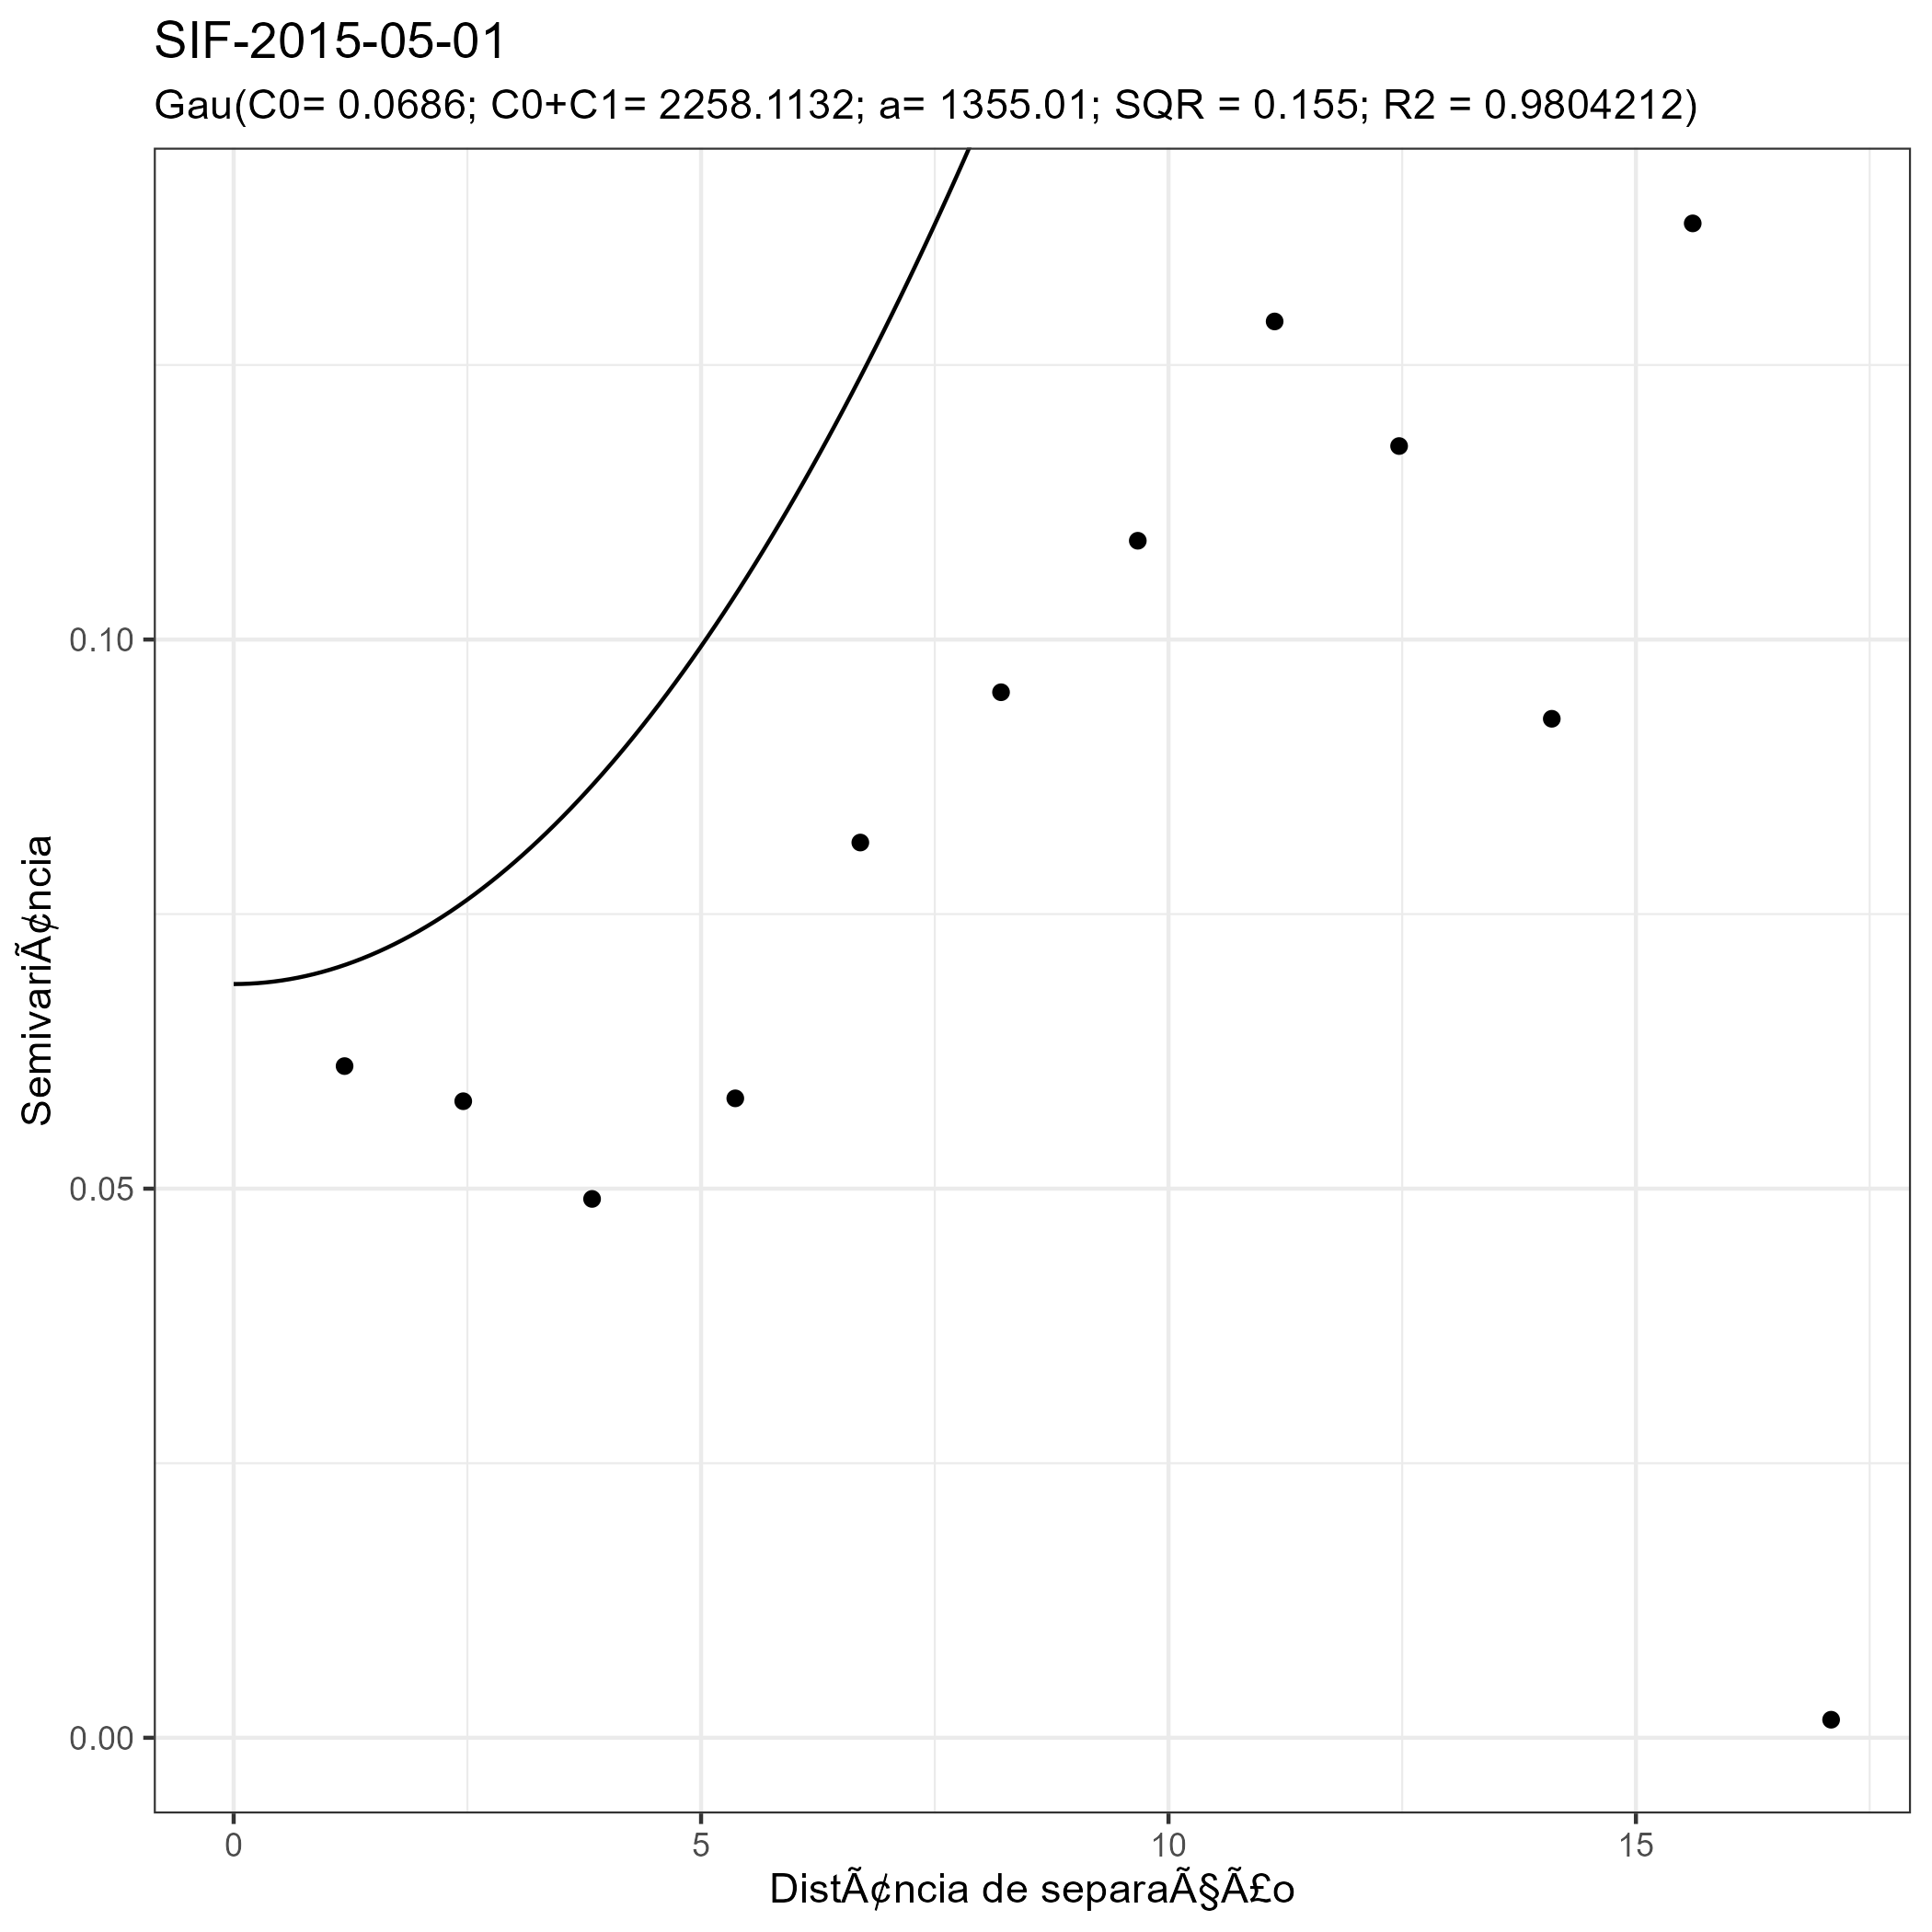 SIF-2015-05-01
Gau(C0= 0.0686; C0+C1= 2258.1132; a= 1355.01; SQR = 0.155; R2 = 0.9804212)
SemivariÃ¢ncia
0.10
0.05
0.00
0 5 10 15
DistÃ¢ncia de separaÃ§Ã£o